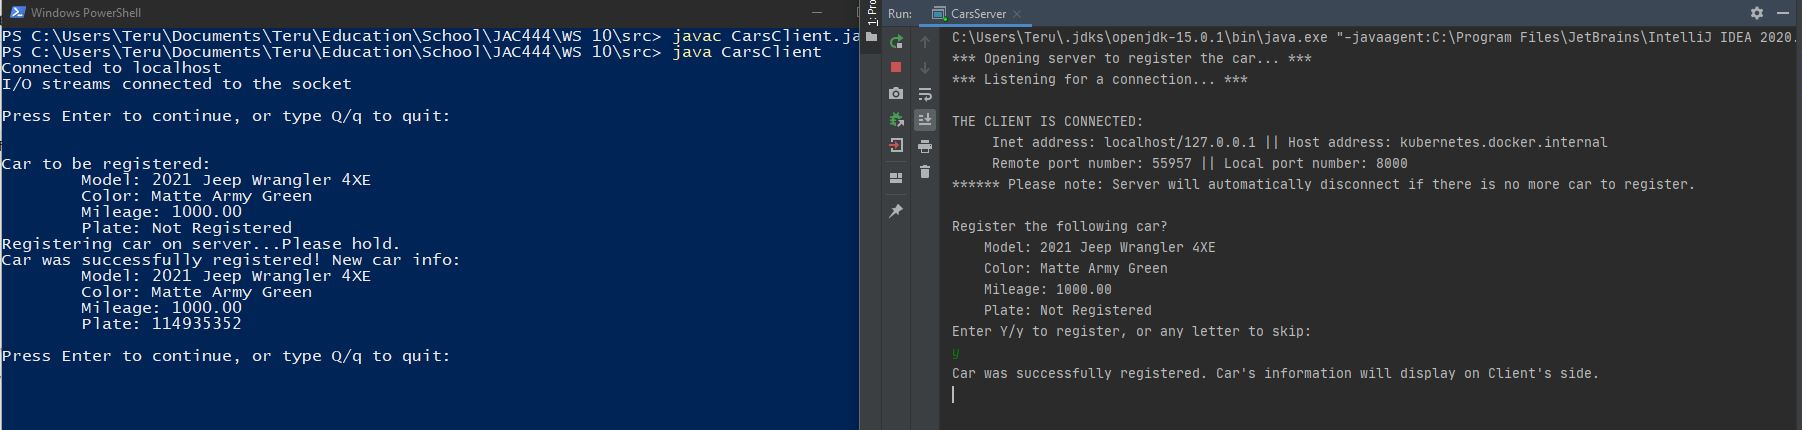 Windows PowerShell
PS C:\Users\Teru\Documents\Teru\Education\School\JAC444\WS 10\src> javac CarsClient.ja
PS C:\Users\Teru\Documents\Teru\Education\School\JAC444\WS 10\src> java CarsClient
Connected to localhost
I/O streams connected to the socket
Press Enter to continue, or type Q/q to quit:
Car to be registered:
Model: 2021 Jeep Wrangler 4XE
Color: Matte Army Green
Mileage: 1000.00
Plate: Not Registered
Registering car on server...Please hold.
Car was successfully registered! New car info:
Model: 2021 Jeep Wrangler 4XE
Color: Matte Army Green
Mileage: 1000.00
Plate: 114935352
Press Enter to continue, or type Q/q to quit:
1: Pro
Run: CarsServer
C:\Users\Teru\.jdks\openjdk-15.0.1\bin\java.exe "-javaagent:C:\Program Files\JetBrains\IntelliJ IDEA 2020.
*** Opening server to register the car... ***
*** Listening for a connection... ***
THE CLIENT IS CONNECTED:
Inet address: localhost/127.0.0.1 || Host address: kubernetes.docker.internal
Remote port number: 55957 || Local port number: 8000
****** Please note: Server will automatically disconnect if there is no more car to register.
Register the following car?
Model: 2021 Jeep Wrangler 4XE
Color: Matte Army Green
Mileage: 1000.00
Plate: Not Registered
Enter Y/y to register, or any letter to skip:
y
Car was successfully registered. Car's information will display on Client's side.